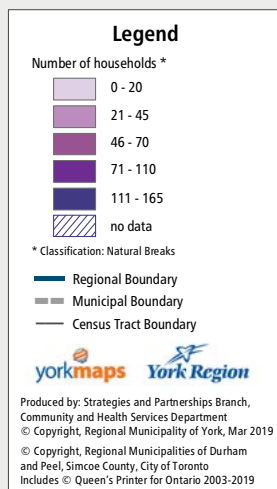 Legend
Number of households *
0 - 20
21 - 45
46 - 70
71 - 110
111 - 165
no data
* Classification: Natural Breaks
Regional Boundary
Municipal Boundary
Census Tract Boundary
yorkmaps York Region
Produced by: Strategies and Partnerships Branch,
Community and Health Services Department
© Copyright, Regional Municipality of York, Mar 2019
© Copyright, Regional Municipalities of Durham
and Peel, Simcoe County, City of Toronto
Includes © Queen's Printer for Ontario 2003-2019